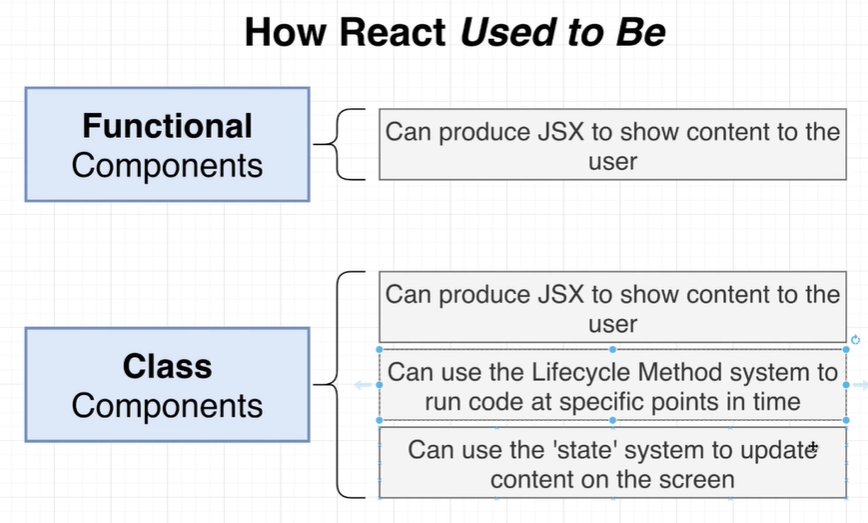 How React Used to Be
Functional
Components
Can produce JSX to show content to the
user
Class
Components
Can produce JSX to show content to the
user
Can use the Lifecycle Method system to
run code at specific points in time
Can use the 'state' system to update
content on the screen